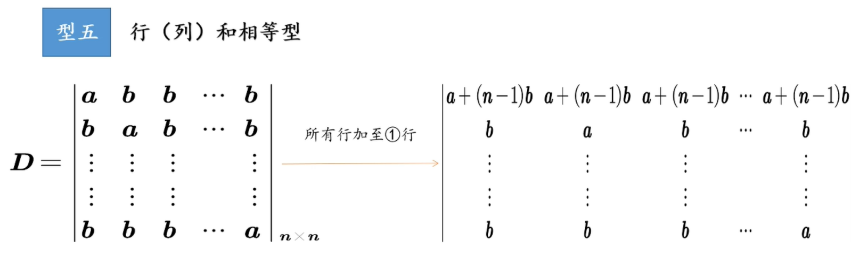 型五 行（列）和相等型
a b b ⋯ b a+(n−1)b a+(n−1)b a+(n−1)b ⋯ a+(n−1)b
b a b ⋯ b 所有行加至①行 b a b ⋯ b
D= ⋮ ⋮ ⋮ ⋮ ⋮ ⋮ ⋮ ⋮
⋮ ⋮ ⋮ ⋮ ⋮ ⋮ ⋮ ⋮
b b b ⋯ a n×n b b b ⋯ a